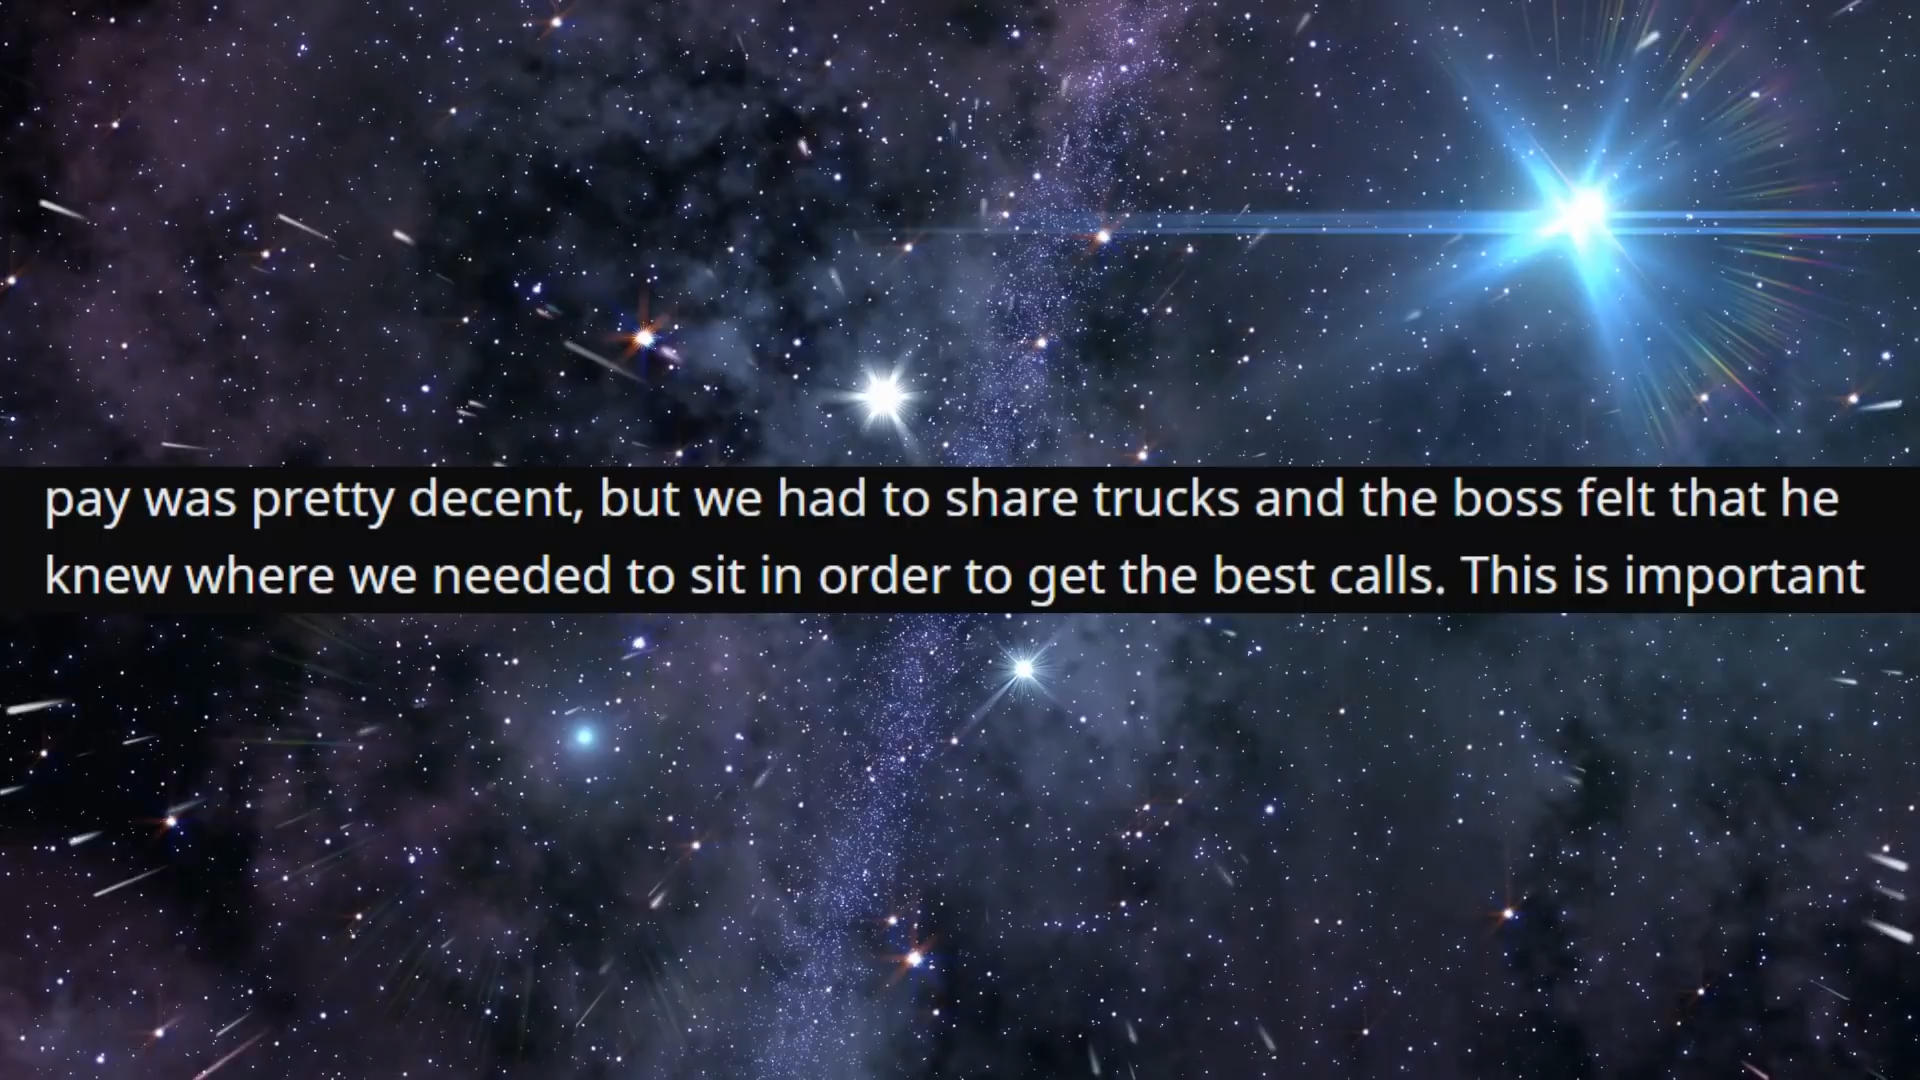 pay was pretty decent, but we had to share trucks and the boss felt that he
knew where we needed to sit in order to get the best calls. This is important